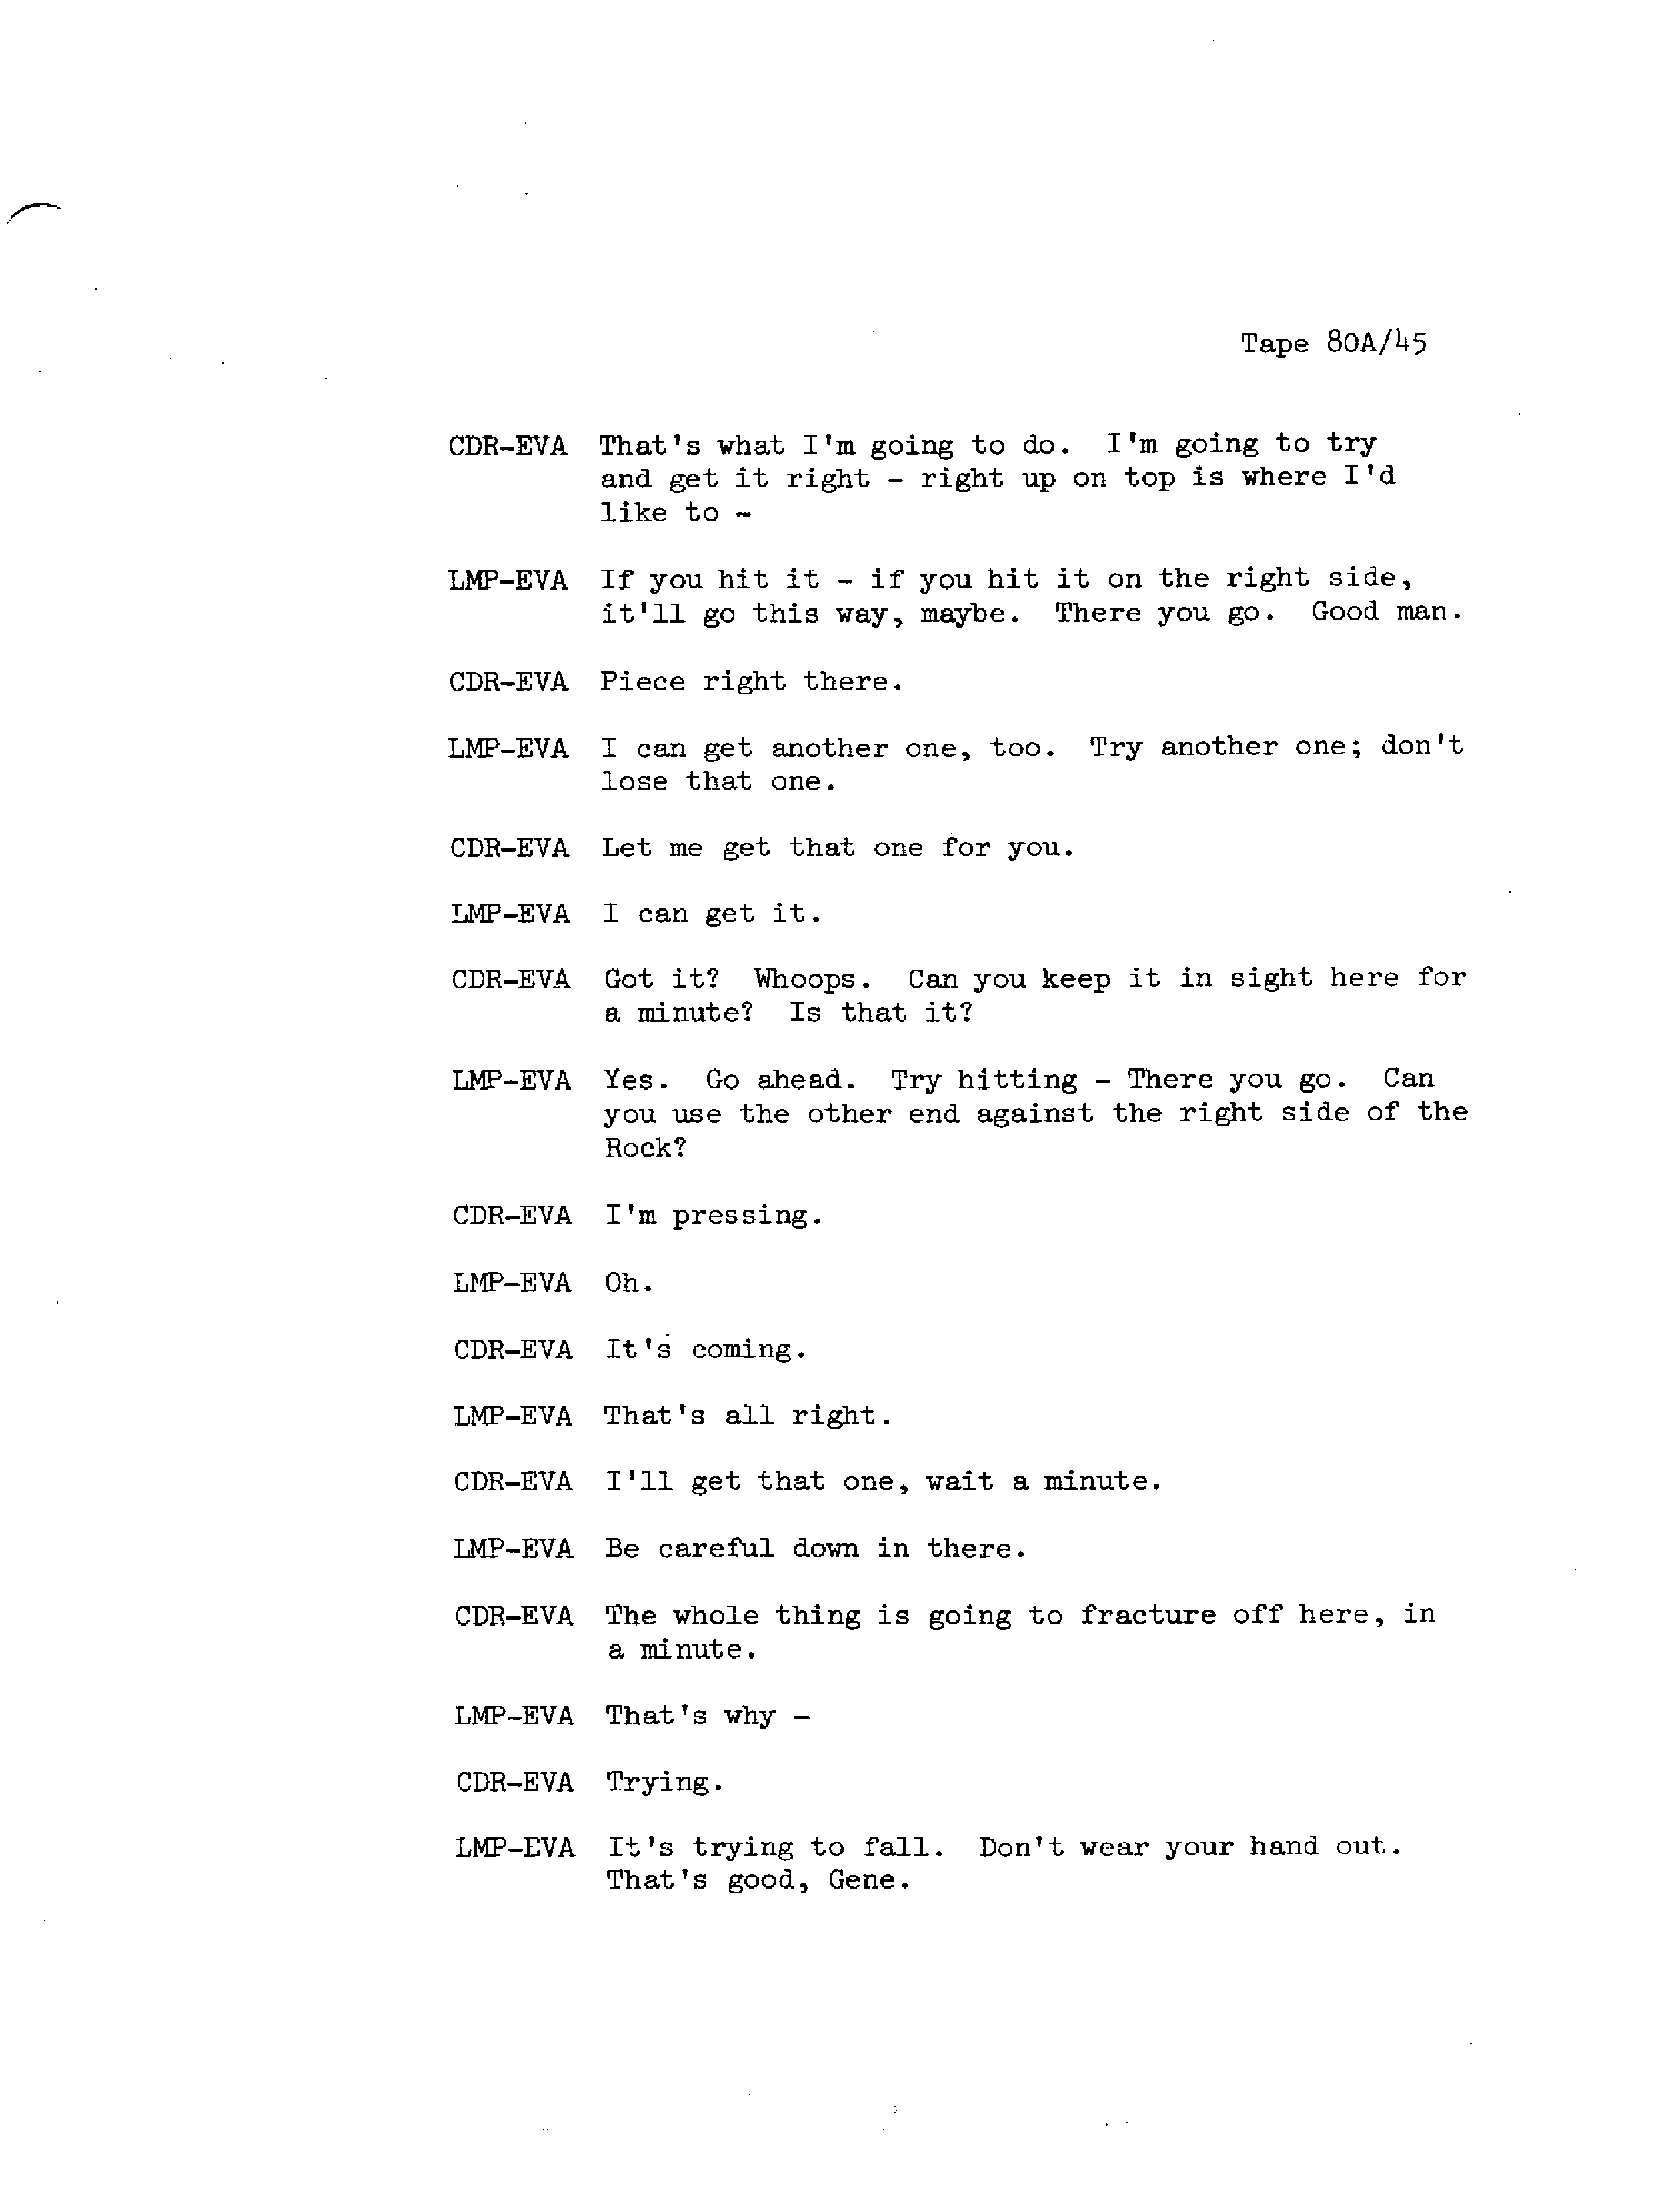 Tape 80A/45
CDR-EVA That's what I'm going to do. I'm going to try
and get it right - right up on top is where I'd
like to -
LMP-EVA If you hit it - if you hit it on the right side,
it'll go this way, maybe. There you go. Good man.
CDR-EVA Piece right there.
LMP-EVA I can get another one, too. Try another one; don't
lose that one.
CDR-EVA Let me get that one for you.
LMP-EVA I can get it.
CDR-EVA Got it? Whoops. Can you keep it in sight here for
a minute? Is that it?
LMP-EVA Yes. Go ahead. Try hitting - There you go. Can
you use the other end against the right side of the
Rock?
CDR-EVA I'm pressing.
LMP-EVA Oh.
CDR-EVA It's coming.
LMP-EVA That's all right.
CDR-EVA I'll get that one, wait a minute.
LMP-EVA Be careful down in there.
CDR-EVA The whole thing is going to fracture off here, in
a minute.
LMP-EVA That's why -
CDR-EVA Trying.
LMP-EVA It's trying to fall. Don't wear your hand out.
That's good, Gene.